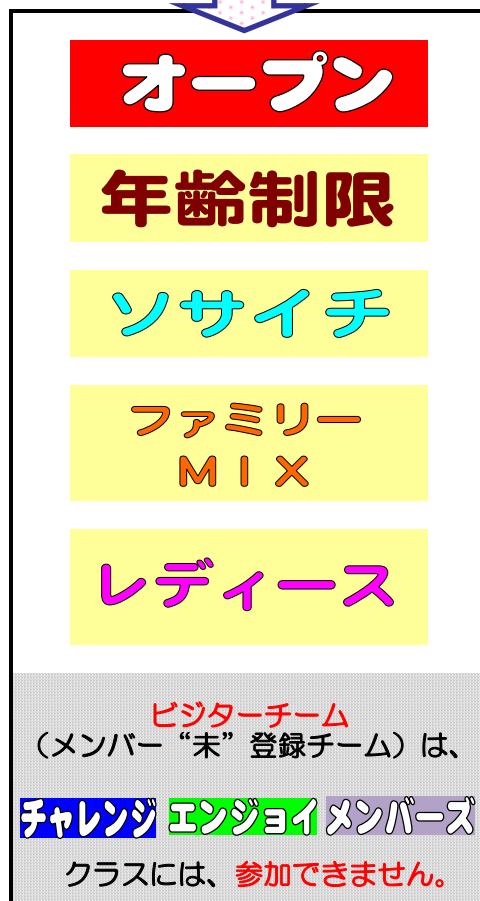 オープン
年齢制限
ソサイチ
ファミリー
ＭＩＸ
レディース
ビジターチーム
（メンバー“未”登録チーム）は、
チャレンジ エンジョイ メンバーズ
クラスには、参加できません。